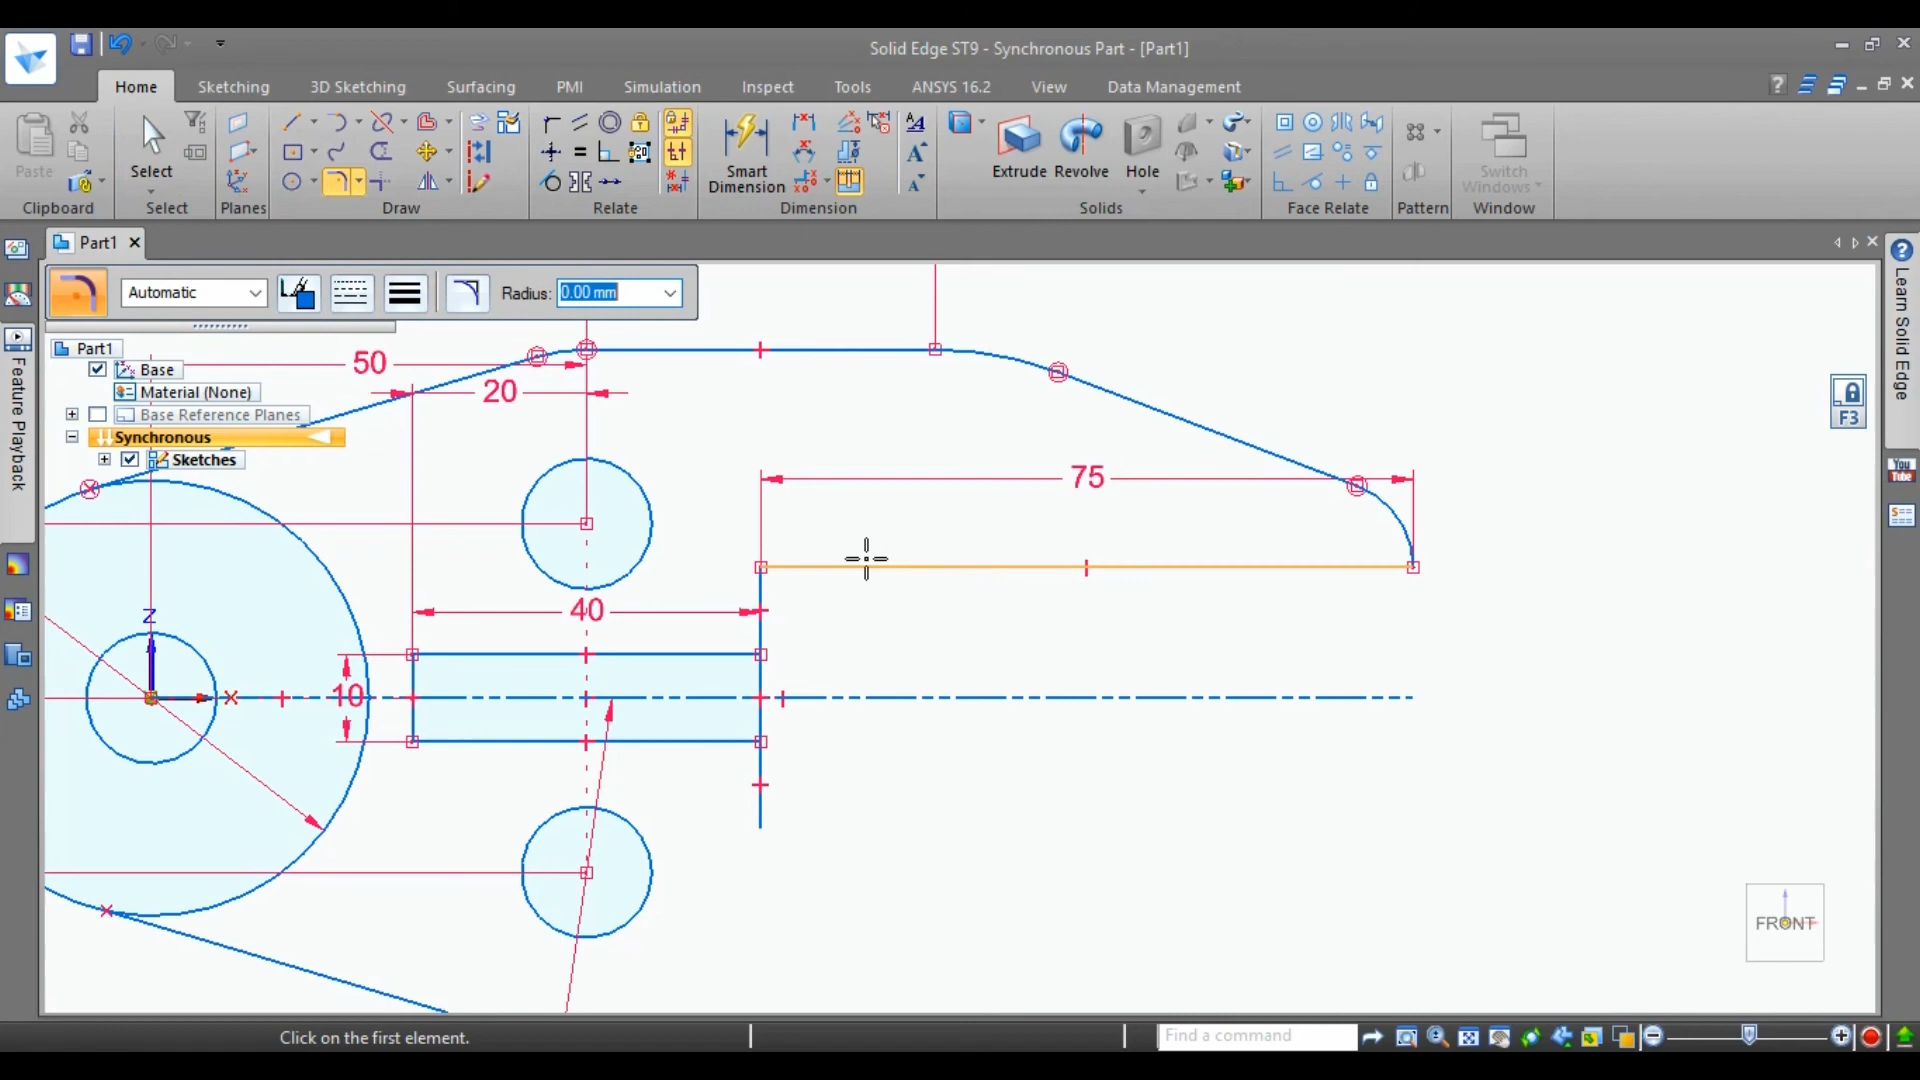 Solid Edge ST9 - Synchronous Part - [Part1]
Home Sketching 3D Sketching Surfacing PMI Simulation Inspect Tools ANSYS 16.2 View Data Management
Paste Select Smart Dimension Extrude Revolve Hole Switch Windows
Clipboard Select Planes Draw Relate Dimension Solids Face Relate Pattern Window
Part1
Automatic Radius: 0.00 mm
Part1
Base
Material (None)
Base Reference Planes
Synchronous
Sketches
Feature Playback
Learn Solid Edge
You Tube
F3
50
20
75
40
10
Z
X
FRONT
Click on the first element.
Find a command